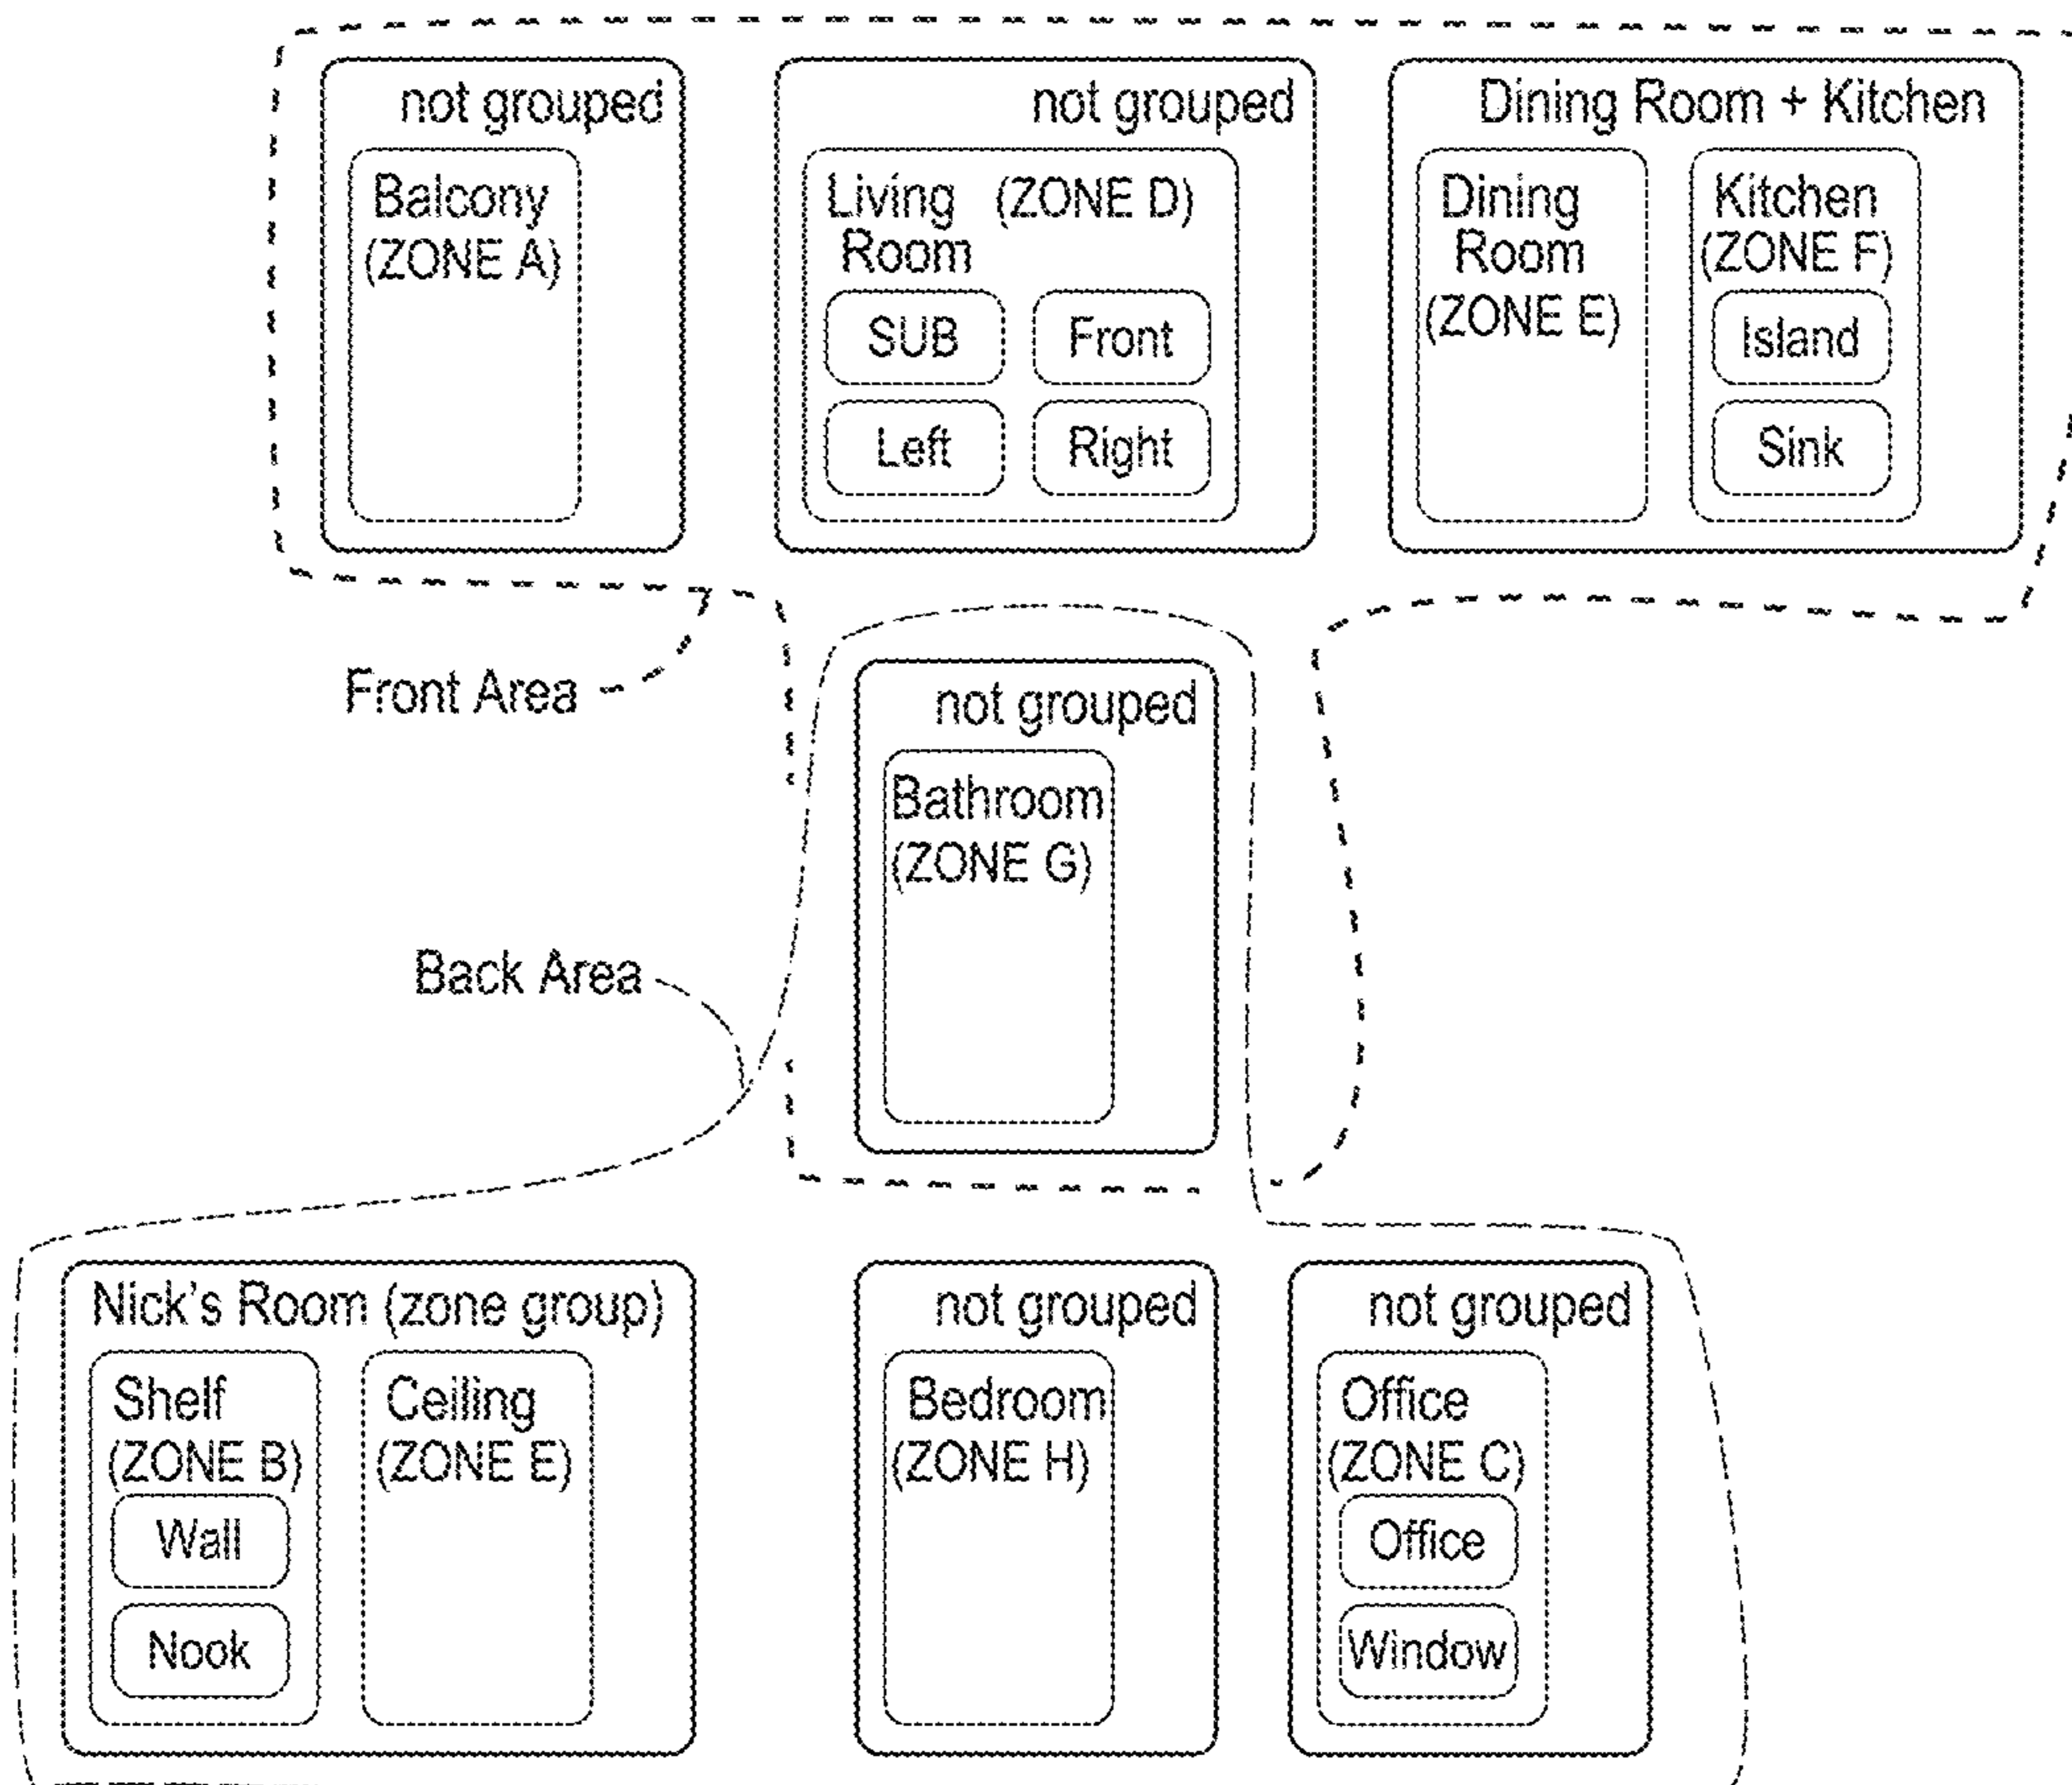 not grouped
Balcony
(ZONE A)
not grouped
Living (ZONE D)
Room
SUB
Front
Left
Right
Dining Room + Kitchen
Dining
Room
(ZONE E)
Kitchen
(ZONE F)
Island
Sink
Front Area
not grouped
Bathroom
(ZONE G)
Back Area
Nick's Room (zone group)
Shelf
(ZONE B)
Wall
Nook
Ceiling
(ZONE E)
not grouped
Bedroom
(ZONE H)
not grouped
Office
(ZONE C)
Office
Window